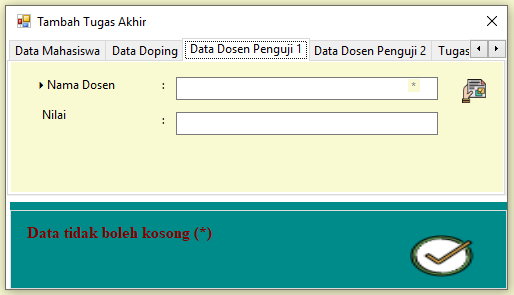 Tambah Tugas Akhir
Data Mahasiswa Data Doping Data Dosen Penguji 1 Data Dosen Penguji 2 Tugas
Nama Dosen : *
Nilai :
Data tidak boleh kosong (*)